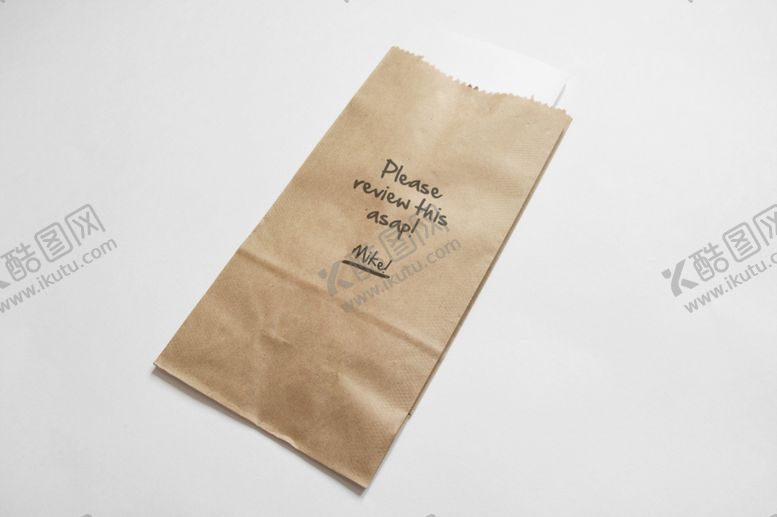 Please
review this
asap!
Mike!
酷图网
www.ikutu.com
酷图网
www.ikutu.com
酷图网
www.ikutu.com